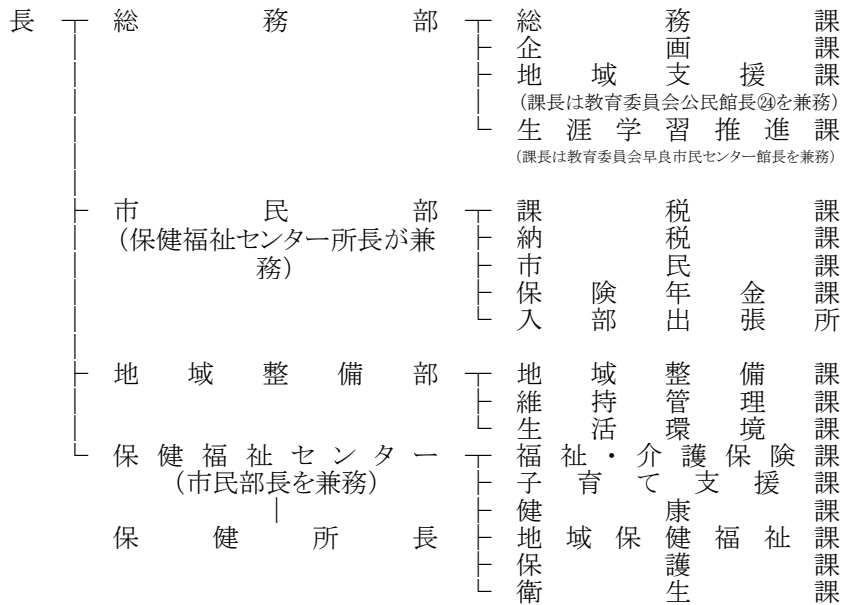 長 総務部 総務課
企画課
地域支援課
(課長は教育委員会公民館長㉔を兼務)
生涯学習推進課
(課長は教育委員会早良市民センター館長を兼務)
市民部 課税課
(保健福祉センター所長が兼 納税課
務) 市民課
保険年金課
入部出張所
地域整備部 地域整備課
維持管理課
生活環境課
保健福祉センター 福祉・介護保険課
(市民部長を兼務) 子育て支援課
健康課
保健所長 地域保健福祉課
保護課
衛生課